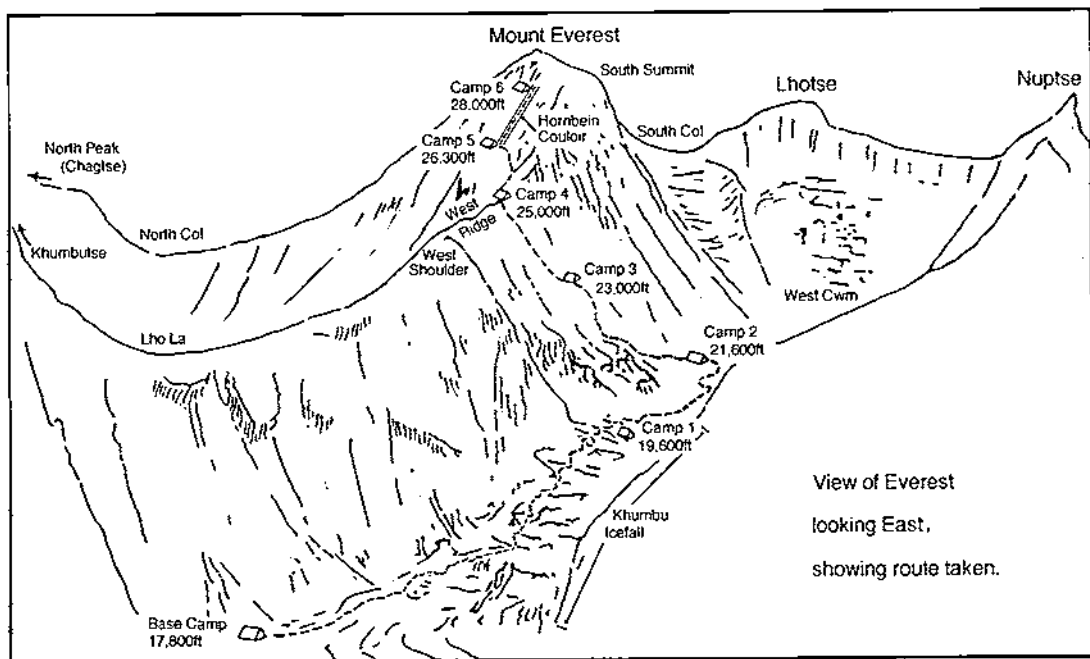 Mount Everest
South Summit
Lhotse
Nuptse
Camp 6
28,000ft
Hornbein
Couloir
South Col
Camp 5
26,300ft
North Peak
(Chagise)
West
Ridge
Camp 4
25,000ft
North Col
Khumbutse
West
Shoulder
Camp 3
23,000ft
West Cwm
Lho La
Camp 2
21,600ft
Camp 1
19,600ft
View of Everest
looking East,
showing route taken.
Khumbu
Icefall
Base Camp
17,800ft